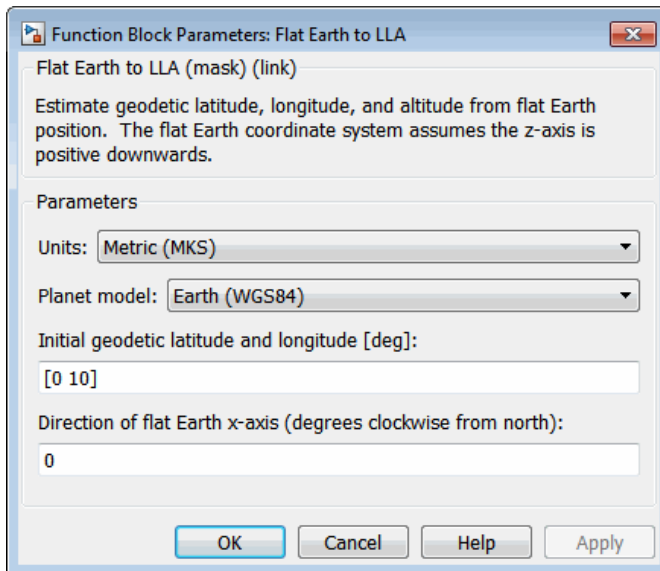 Function Block Parameters: Flat Earth to LLA
Flat Earth to LLA (mask) (link)
Estimate geodetic latitude, longitude, and altitude from flat Earth
position.  The flat Earth coordinate system assumes the z-axis is
positive downwards.
Parameters
Units: Metric (MKS)
Planet model: Earth (WGS84)
Initial geodetic latitude and longitude [deg]:
[0 10]
Direction of flat Earth x-axis (degrees clockwise from north):
0
OK Cancel Help Apply